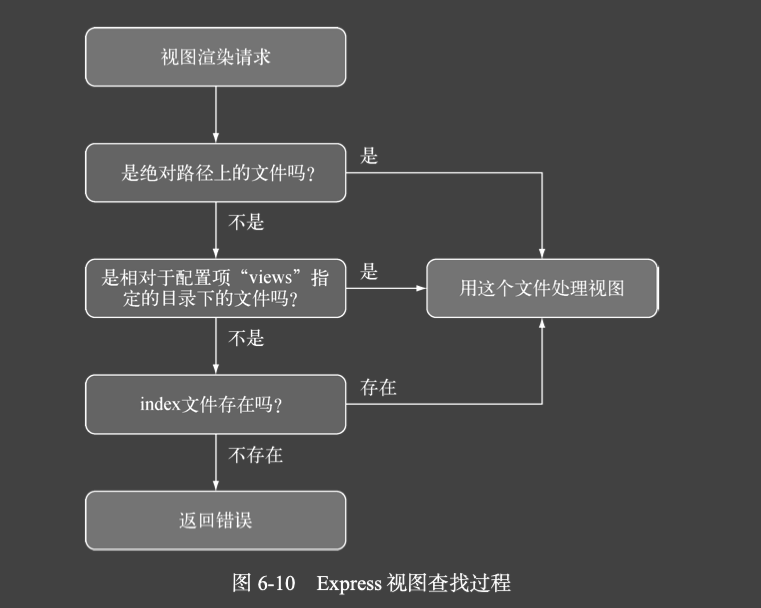 视图渲染请求
是绝对路径上的文件吗？
是
不是
是相对于配置项“views”指
定的目录下的文件吗？
是
用这个文件处理视图
不是
index文件存在吗？
存在
不存在
返回错误
图 6-10 Express 视图查找过程